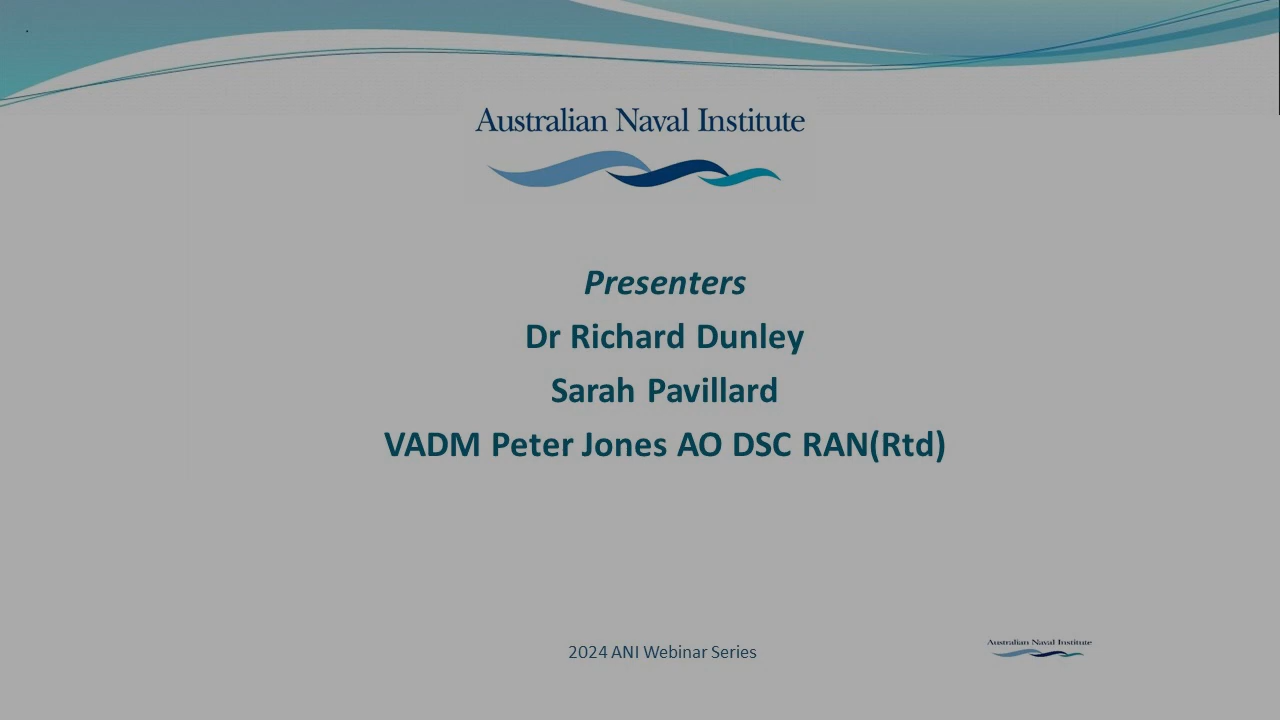 Australian Naval Institute
Presenters
Dr Richard Dunley
Sarah Pavillard
VADM Peter Jones AO DSC RAN(Rtd)
2024 ANI Webinar Series
Australian Naval Institute